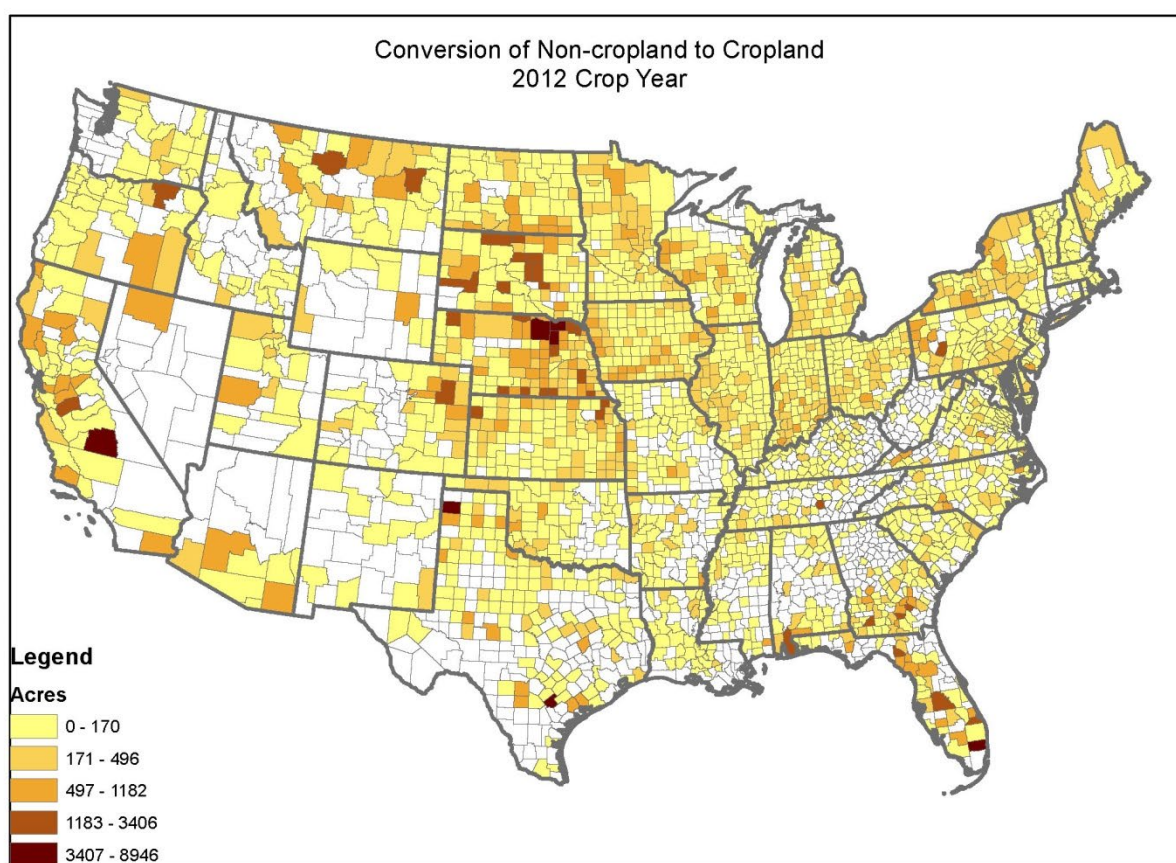 Conversion of Non-cropland to Cropland
2012 Crop Year
Legend
Acres
0 - 170
171 - 496
497 - 1182
1183 - 3406
3407 - 8946